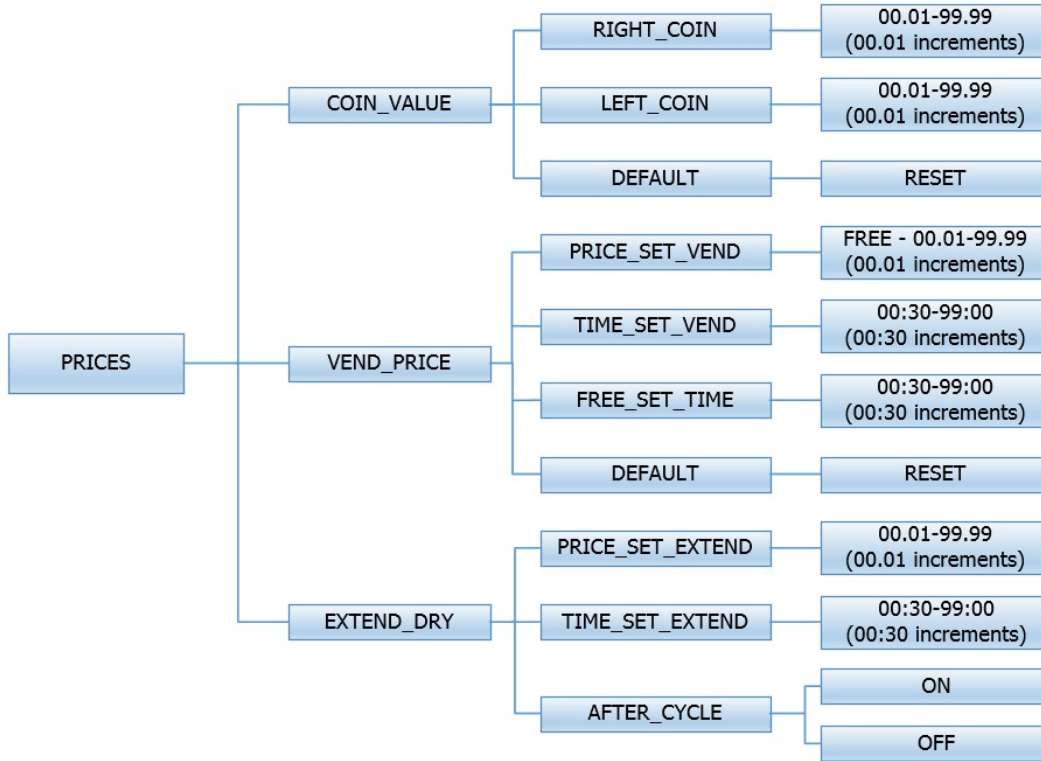 PRICES
COIN_VALUE
RIGHT_COIN
00.01-99.99
(00.01 increments)
LEFT_COIN
00.01-99.99
(00.01 increments)
DEFAULT
RESET
VEND_PRICE
PRICE_SET_VEND
FREE - 00.01-99.99
(00.01 increments)
TIME_SET_VEND
00:30-99:00
(00:30 increments)
FREE_SET_TIME
00:30-99:00
(00:30 increments)
DEFAULT
RESET
EXTEND_DRY
PRICE_SET_EXTEND
00.01-99.99
(00.01 increments)
TIME_SET_EXTEND
00:30-99:00
(00:30 increments)
AFTER_CYCLE
ON
OFF